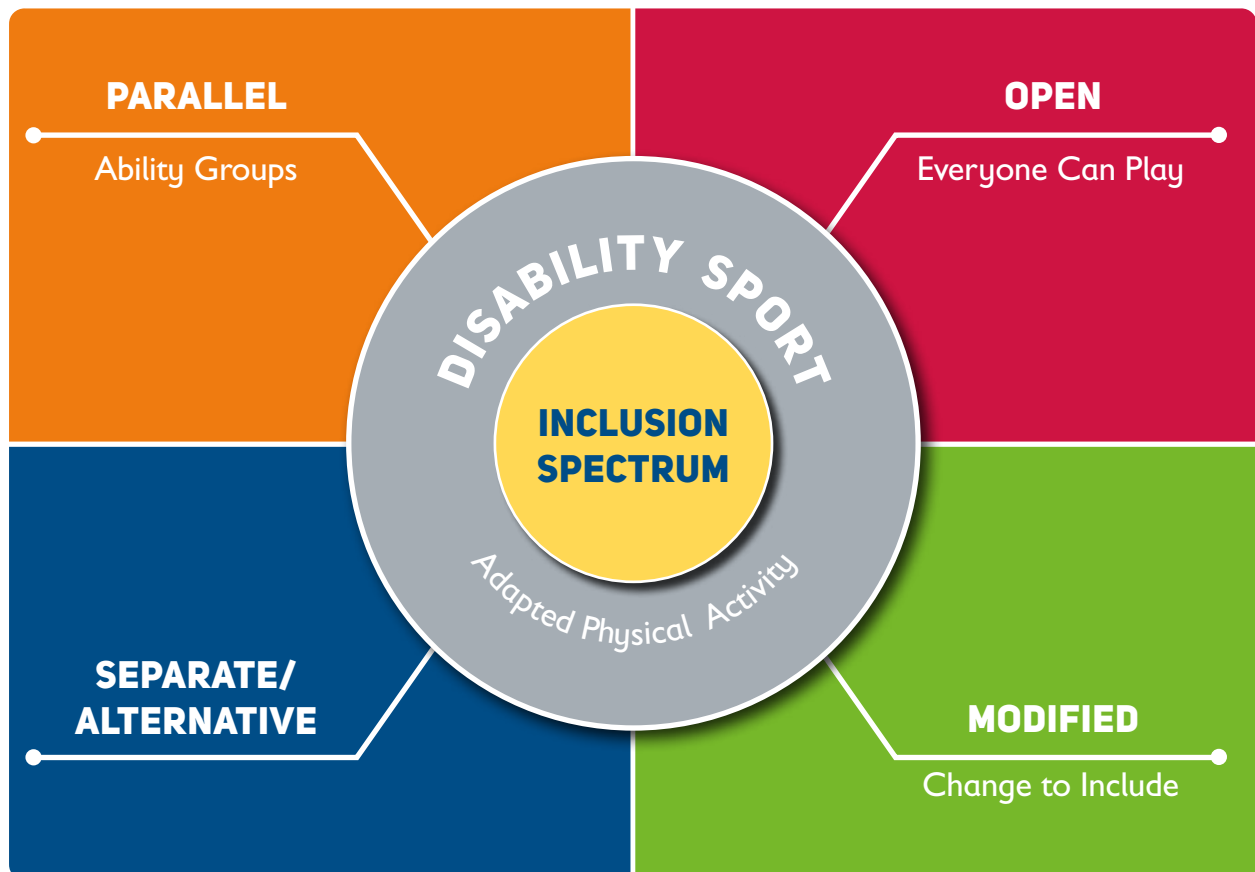 PARALLEL
Ability Groups
OPEN
Everyone Can Play
DISABILITY SPORT
INCLUSION
SPECTRUM
Adapted Physical Activity
SEPARATE/
ALTERNATIVE
MODIFIED
Change to Include